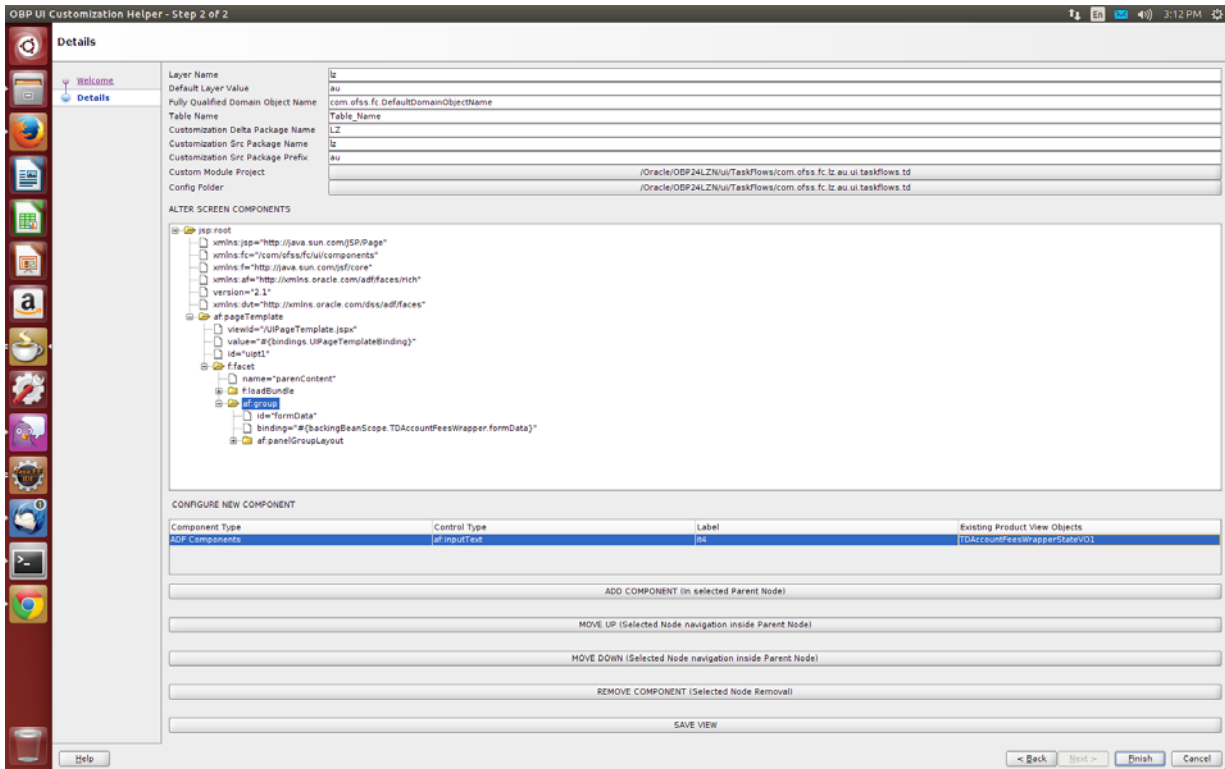 OBP UI Customization Helper - Step 2 of 2
En
3:12 PM
Details
Welcome
Details
Layer Name lz
Default Layer Value au
Fully Qualified Domain Object Name com.ofss.fc.DefaultDomainObjectName
Table Name Table_Name
Customization Delta Package Name LZ
Customization Src Package Name lz
Customization Src Package Prefix au
Custom Module Project /Oracle/OBP24LZN/ui/TaskFlows/com.ofss.fc.lz.au.ui.taskflows.td
Config Folder /Oracle/OBP24LZN/ui/TaskFlows/com.ofss.fc.lz.au.ui.taskflows.td
ALTER SCREEN COMPONENTS
jsp:root
xmlns:jsp="http://java.sun.com/JSP/Page"
xmlns:fc="/com/ofss/fc/ui/components"
xmlns:f="http://java.sun.com/jsf/core"
xmlns:af="http://xmlns.oracle.com/adf/faces/rich"
version="2.1"
xmlns:dvt="http://xmlns.oracle.com/dss/adf/faces"
af:pageTemplate
viewId="/UIPageTemplate.jspx"
value="#{bindings.UIPageTemplateBinding}"
id="uipt1"
f:facet
name="parenContent"
f:loadBundle
af:group
id="formData"
binding="#{backingBeanScope.TDAccountFeesWrapper.formData}"
af:panelGroupLayout
CONFIGURE NEW COMPONENT
Component Type Control Type Label Existing Product View Objects
ADF Components af:inputText it4 TDAccountFeesWrapperStateVO1
ADD COMPONENT (in selected Parent Node)
MOVE UP (Selected Node navigation inside Parent Node)
MOVE DOWN (Selected Node navigation inside Parent Node)
REMOVE COMPONENT (Selected Node Removal)
SAVE VIEW
Help < Back Next > Finish Cancel